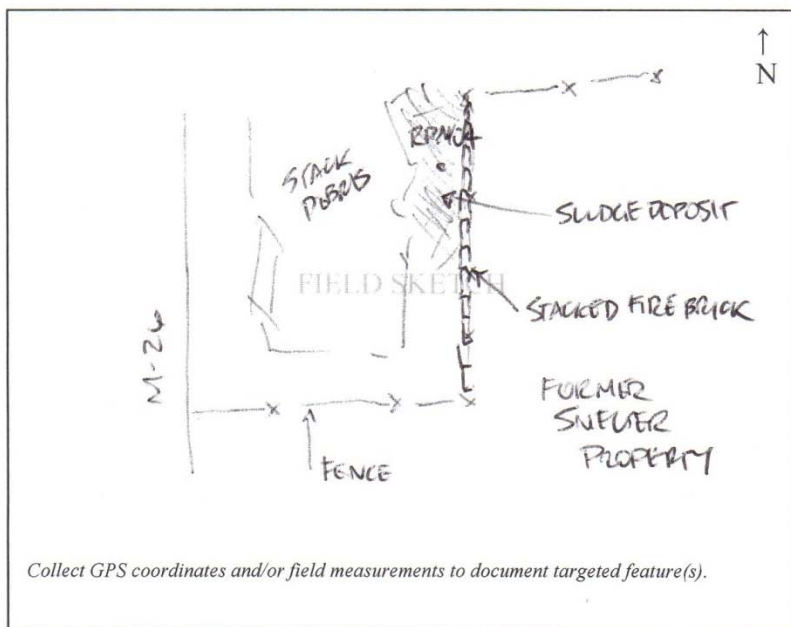 ↑
N
STACK
DEBRIS
SLUDGE DEPOSIT
FIELD SKETCH
STACKED FIRE BRICK
M-26
FORMER
SMELTER
PROPERTY
FENCE
Collect GPS coordinates and/or field measurements to document targeted feature(s).